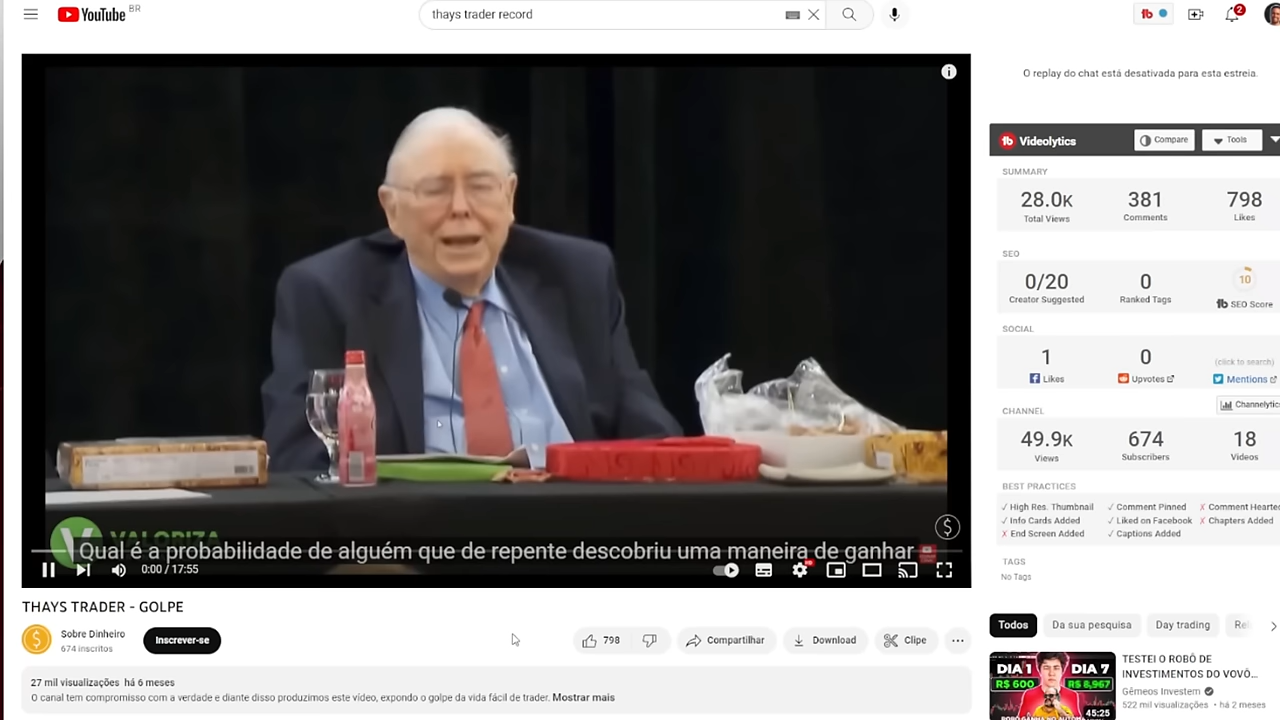 YouTube BR
thays trader record
2
O replay do chat está desativada para esta estreia.
Videolytics
Compare
Tools
SUMMARY
28.0K
381
798
Total Views
Comments
Likes
SEO
0/20
0
10
Creator Suggested
Ranked Tags
SEO Score
SOCIAL
1
0
(click to search)
Likes
Upvotes
Mentions
Channelytic
CHANNEL
49.9K
674
18
Views
Subscribers
Videos
BEST PRACTICES
✓ High Res. Thumbnail
✓ Comment Pinned
✗ Comment Hearte
✓ Info Cards Added
✓ Liked on Facebook
✗ Chapters Added
✗ End Screen Added
✓ Captions Added
TAGS
No Tags
VALORIZA
Qual é a probabilidade de alguém que de repente descobriu uma maneira de ganhar
0:00 / 17:55
THAYS TRADER - GOLPE
Sobre Dinheiro
674 inscritos
Inscrever-se
798
Compartilhar
Download
Clipe
27 mil visualizações há 6 meses
O canal tem compromisso com a verdade e diante disso produzimos este vídeo, expondo o golpe da vida fácil de trader. Mostrar mais
Todos
Da sua pesquisa
Day trading
DIA 1
DIA 7
R$ 600
R$ 8,967
45:25
TESTEI O ROBÔ DE
INVESTIMENTOS DO VOVÔ...
Gêmeos Investem
522 mil visualizações • há 2 meses